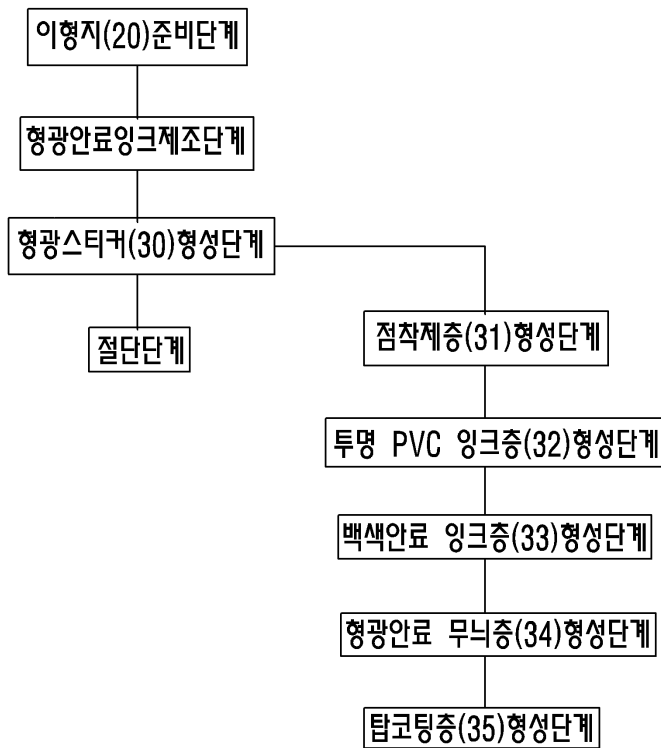 이형지(20)준비단계
형광안료잉크제조단계
형광스티커(30)형성단계
절단단계
점착제층(31)형성단계
투명 PVC 잉크층(32)형성단계
백색안료 잉크층(33)형성단계
형광안료 무늬층(34)형성단계
탑코팅층(35)형성단계